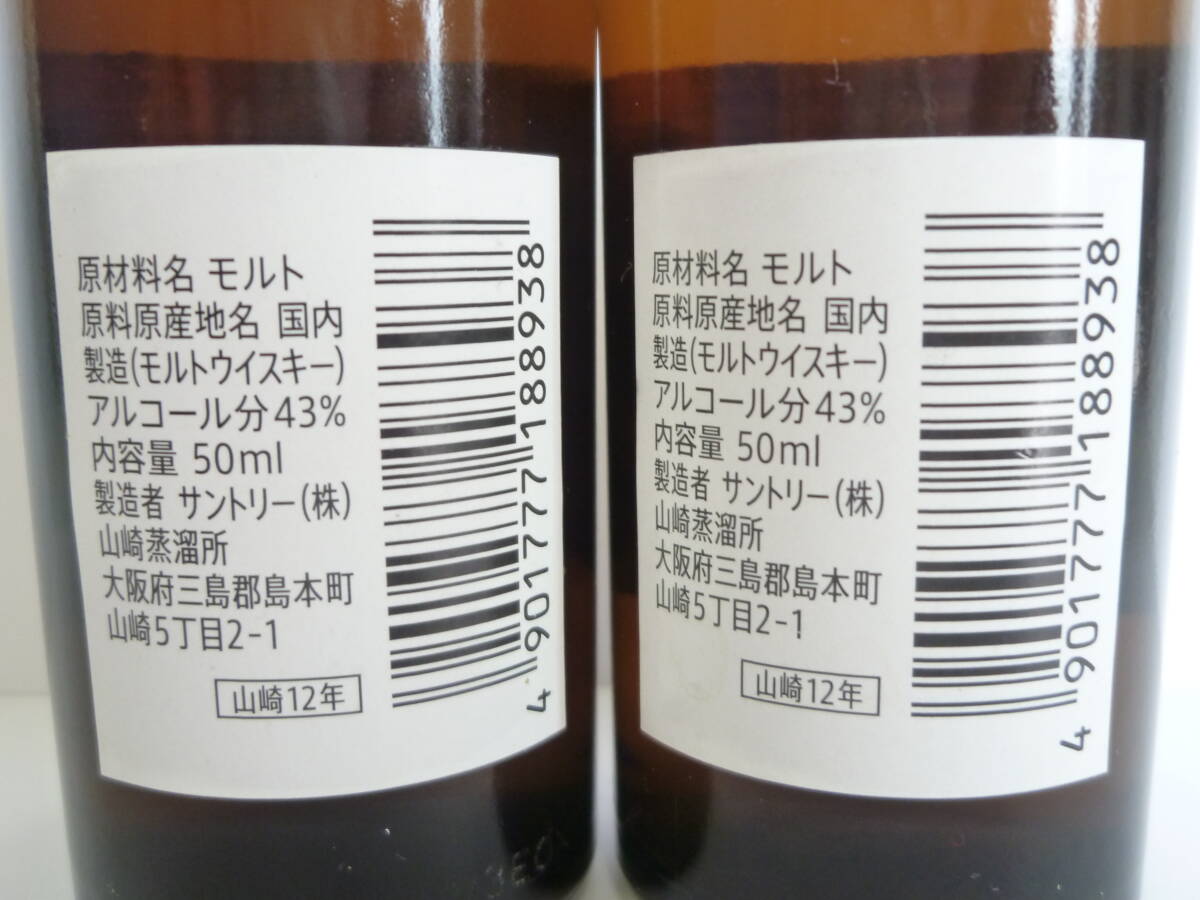 原材料名 モルト
原料原産地名 国内
製造(モルトウイスキー)
アルコール分43%
内容量 50ml
製造者 サントリー(株)
山崎蒸溜所
大阪府三島郡島本町
山崎5丁目2-1
山崎12年
4 901777 188938
原材料名 モルト
原料原産地名 国内
製造(モルトウイスキー)
アルコール分43%
内容量 50ml
製造者 サントリー(株)
山崎蒸溜所
大阪府三島郡島本町
山崎5丁目2-1
山崎12年
4 901777 188938